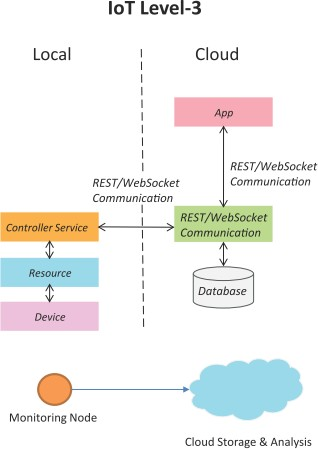 IoT Level-3
Local
Cloud
App
REST/WebSocket
Communication
REST/WebSocket
Communication
Controller Service
REST/WebSocket
Communication
Resource
Database
Device
Monitoring Node
Cloud Storage & Analysis